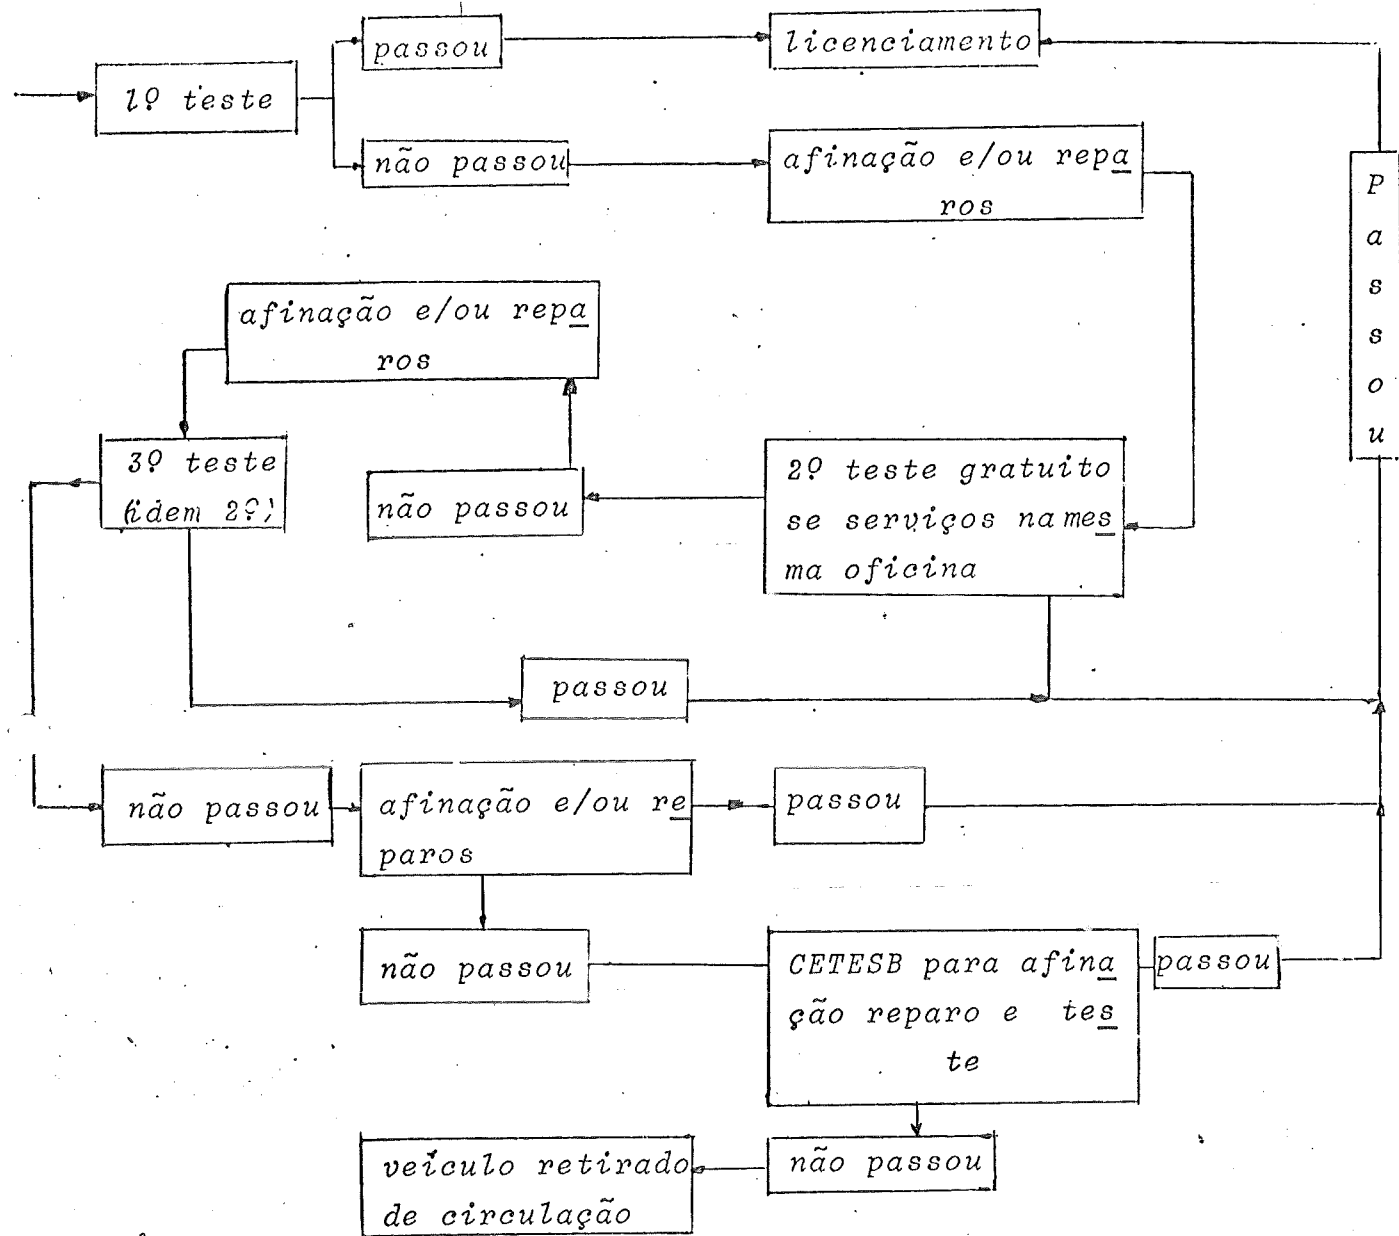 passou
licenciamento
1º teste
não passou
afinação e/ou repa
ros
P
a
s
s
o
u
afinação e/ou repa
ros
3º teste
(idem 2º)
não passou
2º teste gratuito
se serviços na mes
ma oficina
passou
não passou
afinação e/ou re
paros
passou
não passou
CETESB para afina
ção reparo e tes
te
passou
não passou
veículo retirado
de circulação